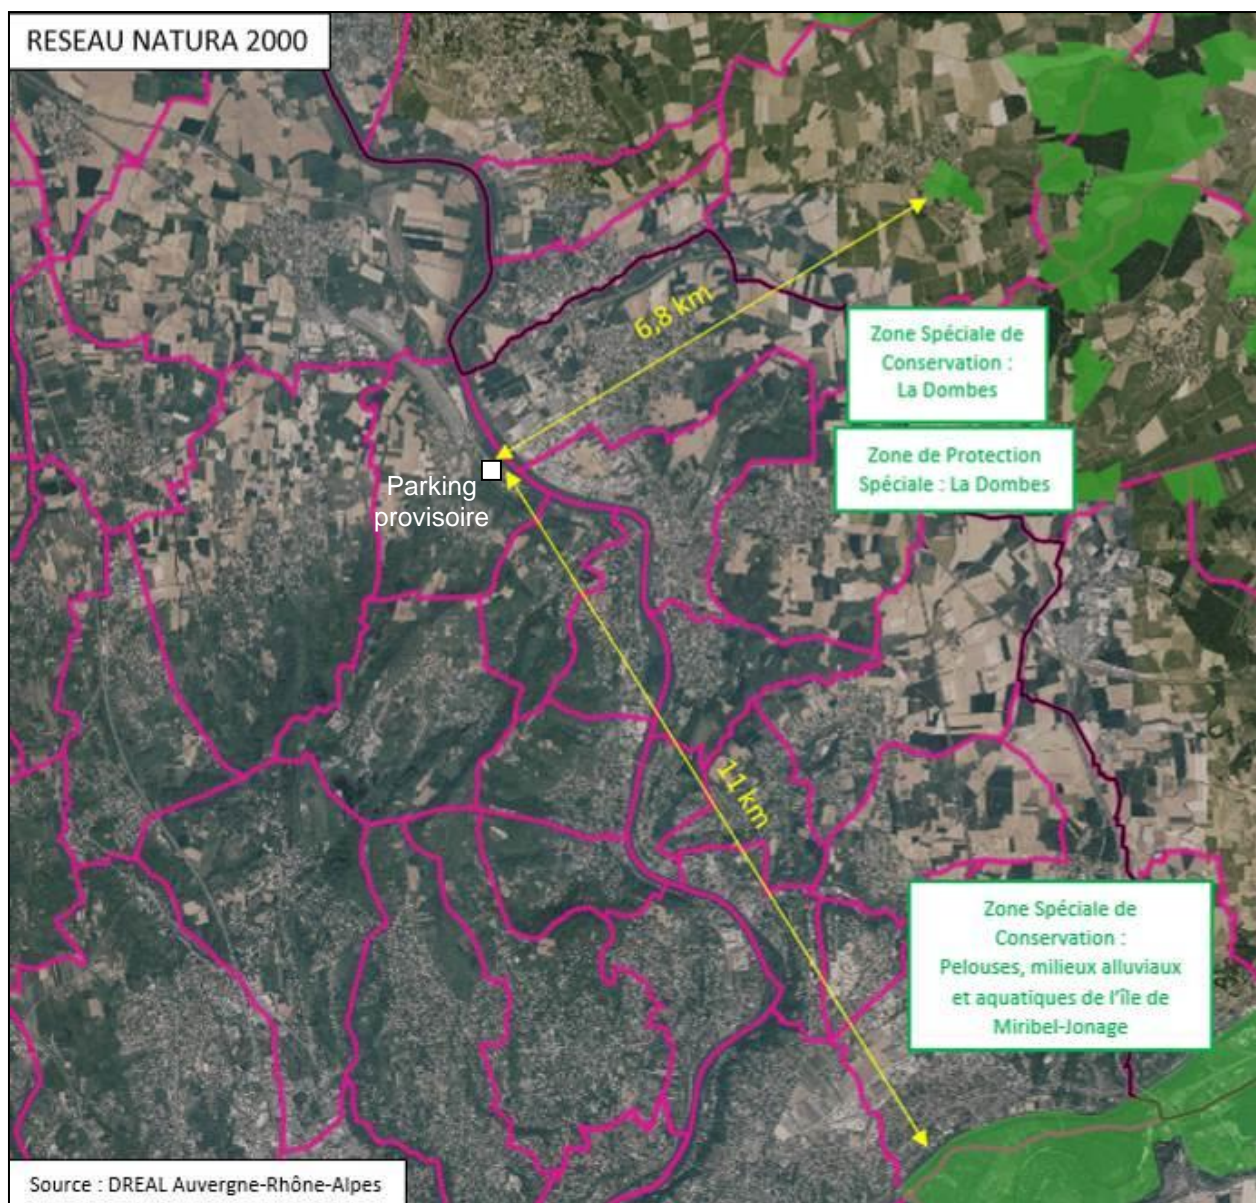 RESEAU NATURA 2000
6,8 km
Zone Spéciale de
Conservation :
La Dombes
Zone de Protection
Spéciale : La Dombes
Parking
provisoire
11 km
Zone Spéciale de
Conservation :
Pelouses, milieux alluviaux
et aquatiques de l'île de
Miribel-Jonage
Source : DREAL Auvergne-Rhône-Alpes